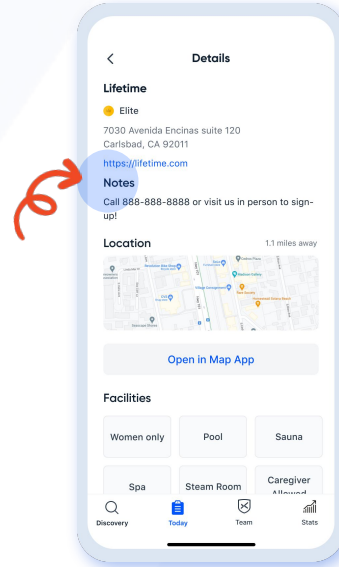 Details
Lifetime
Elite
7030 Avenida Encinas suite 120
Carlsbad, CA 92011
https://lifetime.com
Notes
Call 888-888-8888 or visit us in person to sign-
up!
Location
1.1 miles away
Open in Map App
Facilities
Women only
Pool
Sauna
Spa
Steam Room
Caregiver
Allowed
Discovery
Today
Team
Stats